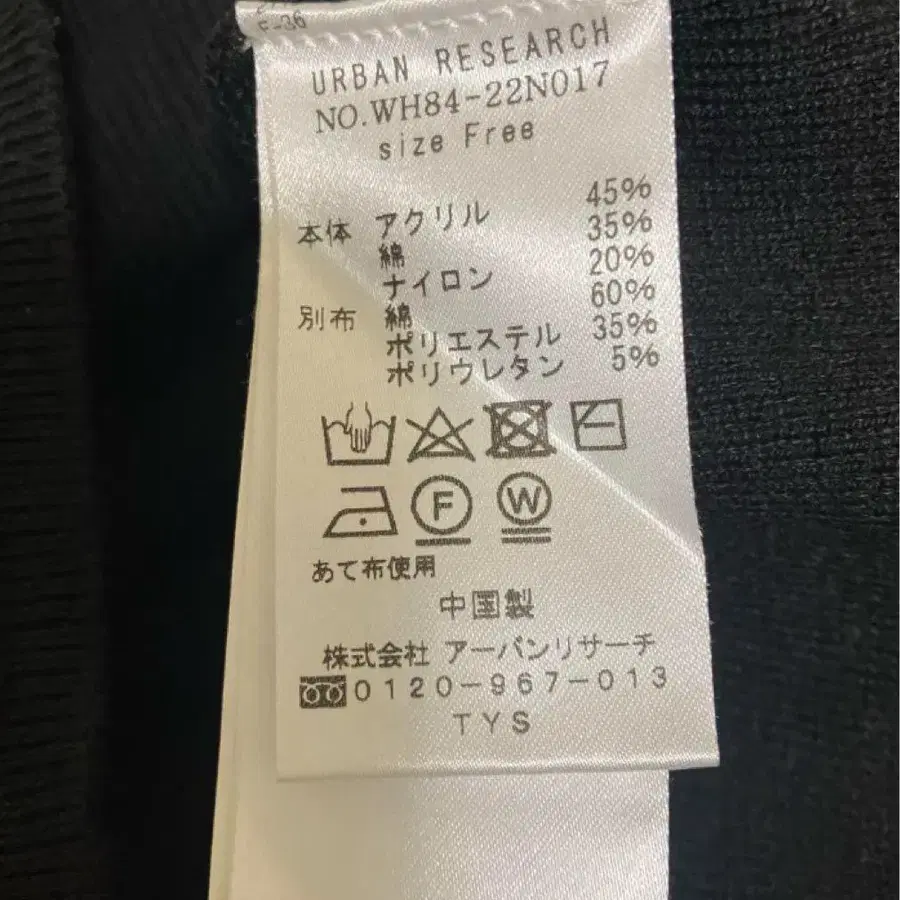 F-36
URBAN RESEARCH
NO.WH84-22N017
size Free
本体 アクリル 45%
綿 35%
ナイロン 20%
別布 綿 60%
ポリエステル 35%
ポリウレタン 5%
F W
あて布使用
中国製
株式会社 アーバンリサーチ
0120-967-013
TYS